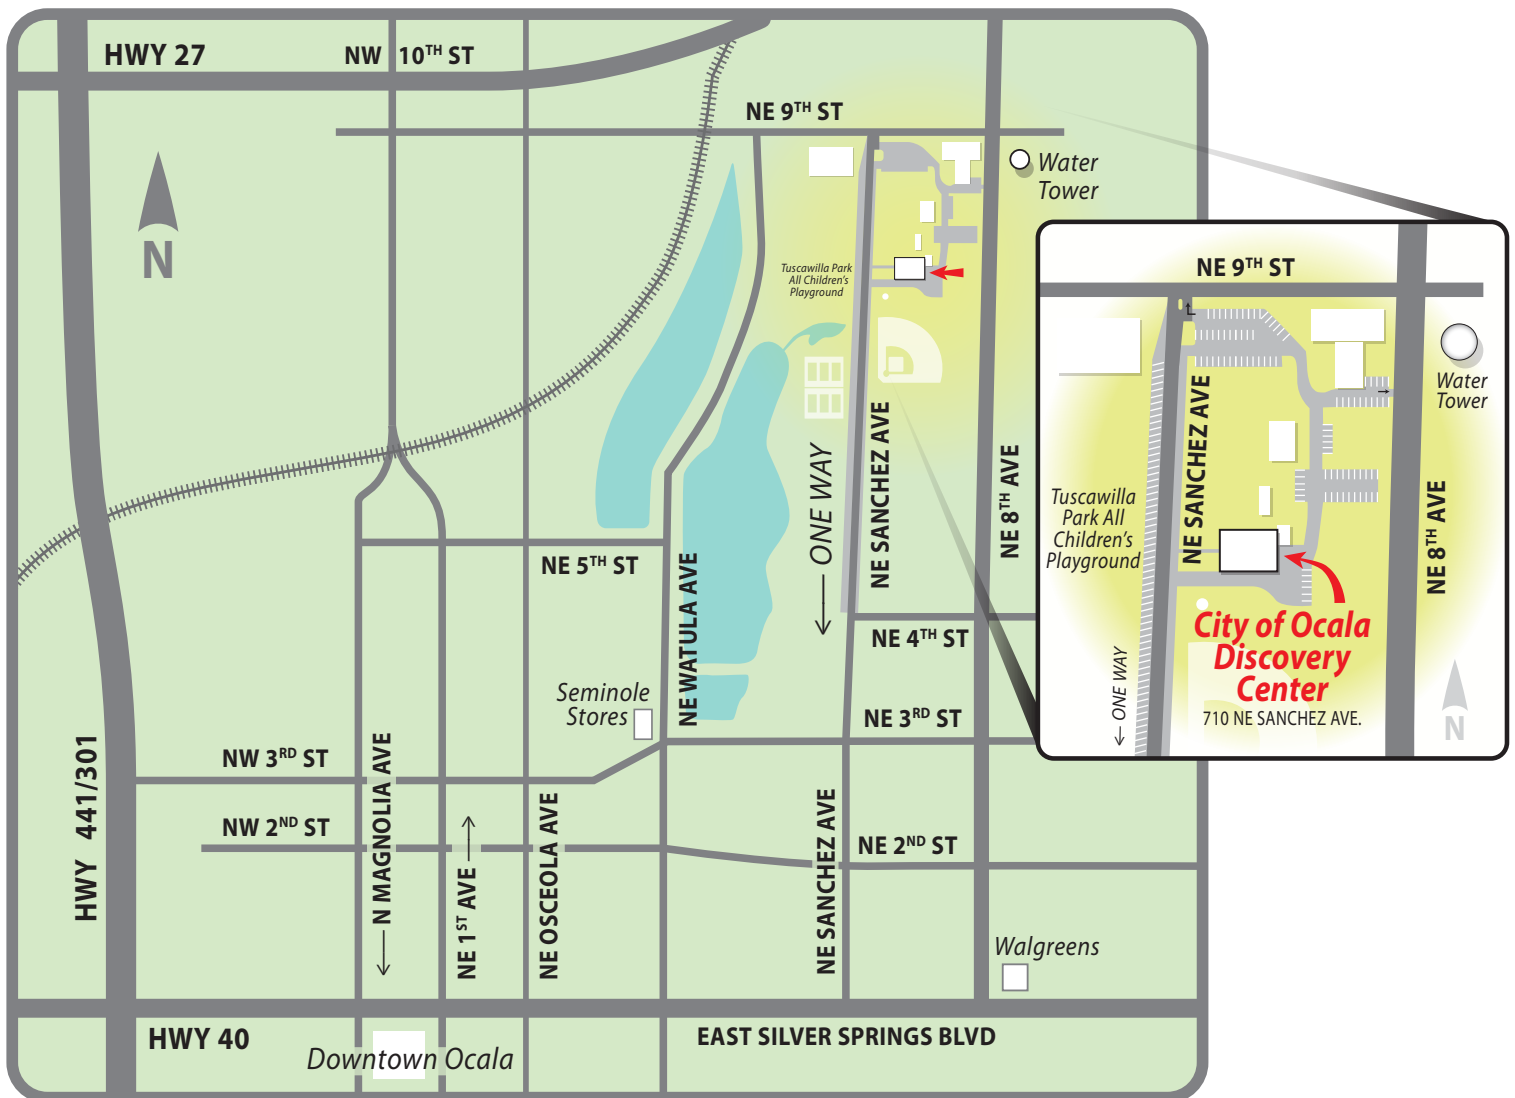 HWY 27
NW 10TH ST
NE 9TH ST
Water
Tower
N
Tuscawilla Park
All Children's
Playground
NE SANCHEZ AVE
ONE WAY
NE 8TH AVE
NE 5TH ST
NE WATULA AVE
NE 4TH ST
Seminole
Stores
NE 3RD ST
NW 3RD ST
NW 2ND ST
NE 2ND ST
HWY 441/301
N MAGNOLIA AVE
NE 1ST AVE
NE OSCEOLA AVE
NE SANCHEZ AVE
Walgreens
HWY 40
EAST SILVER SPRINGS BLVD
Downtown Ocala
NE 9TH ST
Water
Tower
NE SANCHEZ AVE
Tuscawilla
Park All
Children's
Playground
NE 8TH AVE
City of Ocala
Discovery
Center
710 NE SANCHEZ AVE.
ONE WAY
N